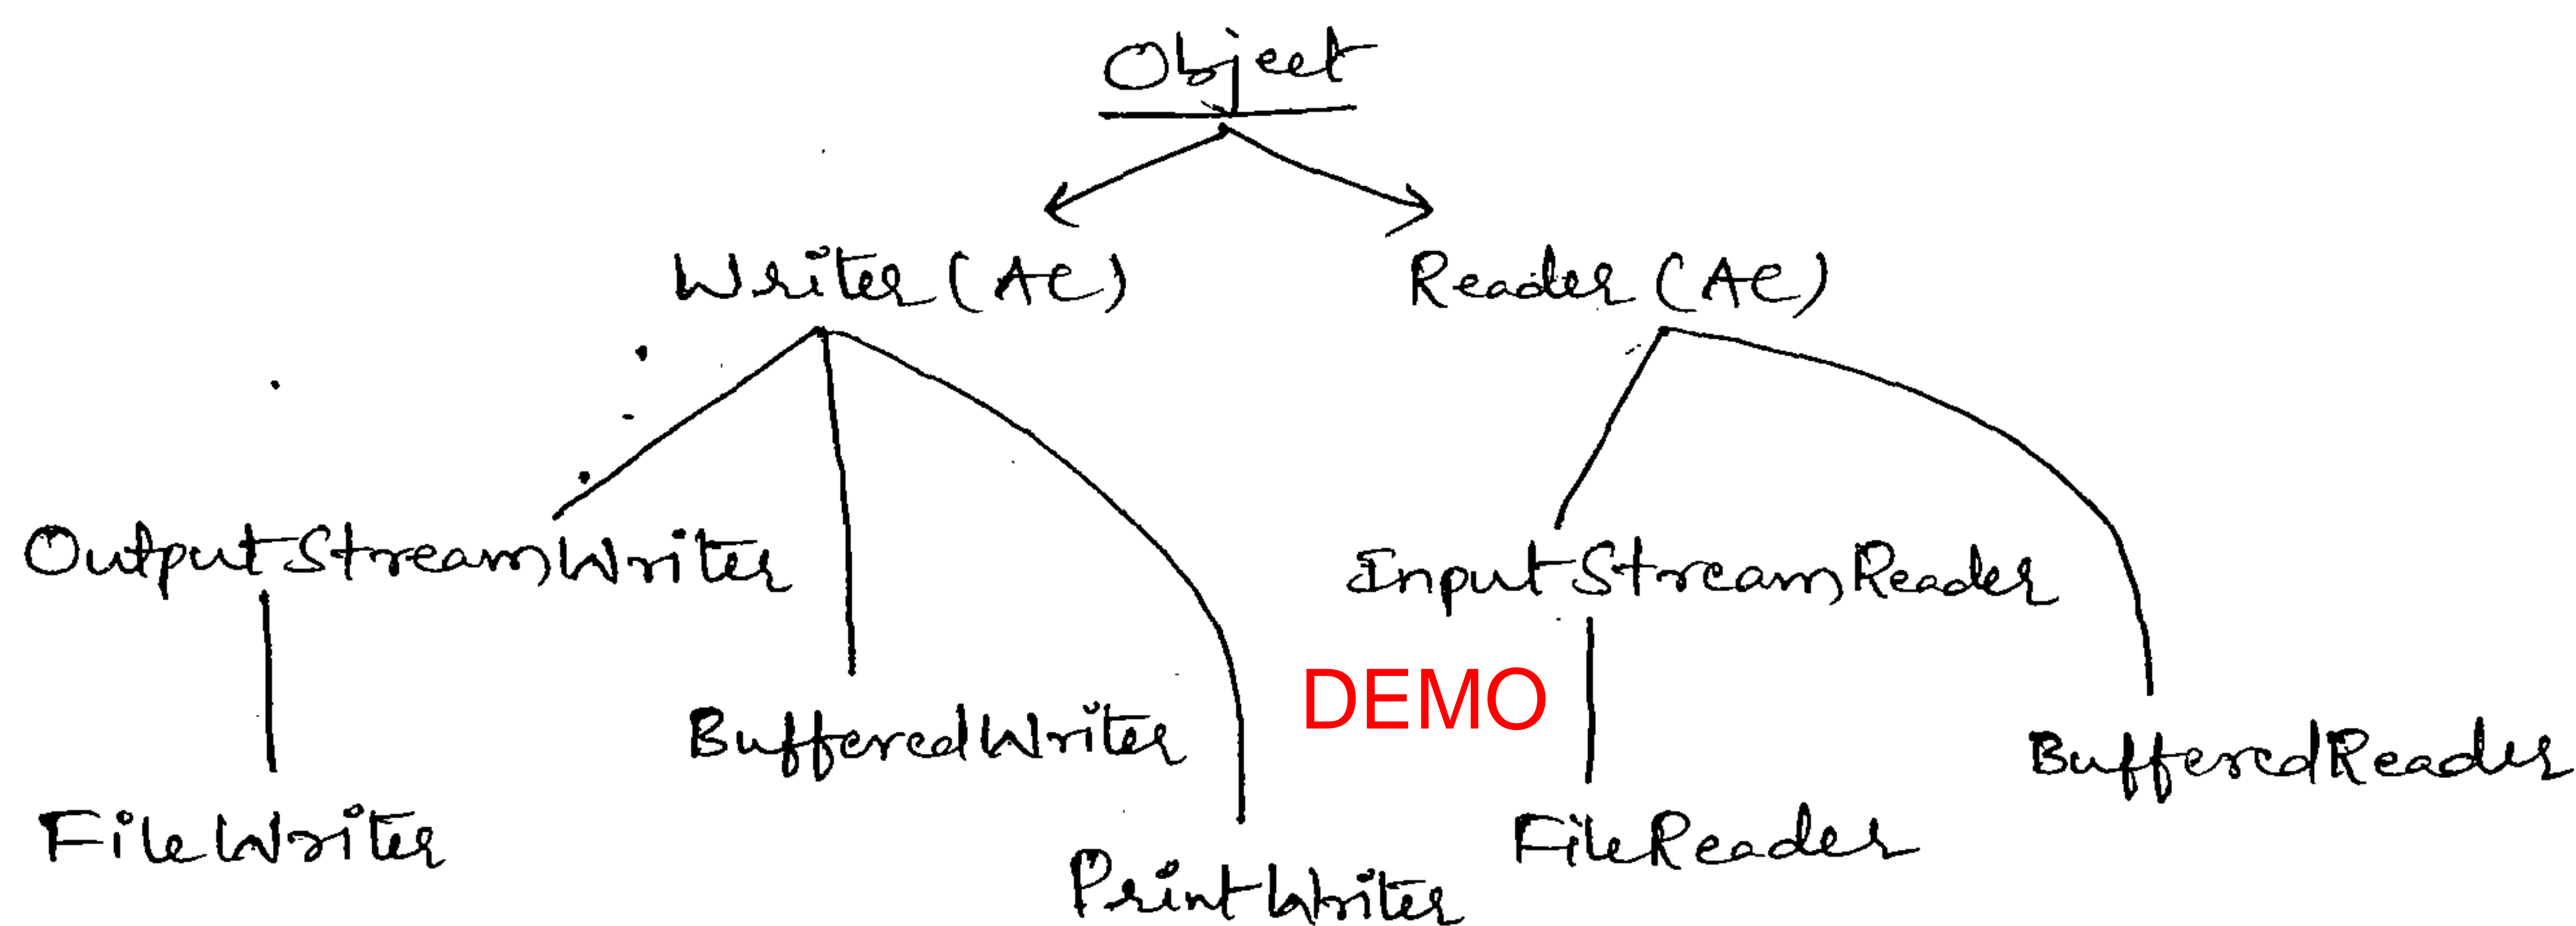 Object
Writer (AC)
Reader (AC)
OutputStreamWriter
InputStreamReader
DEMO
BufferedWriter
BufferedReader
FileWriter
FileReader
PrintWriter